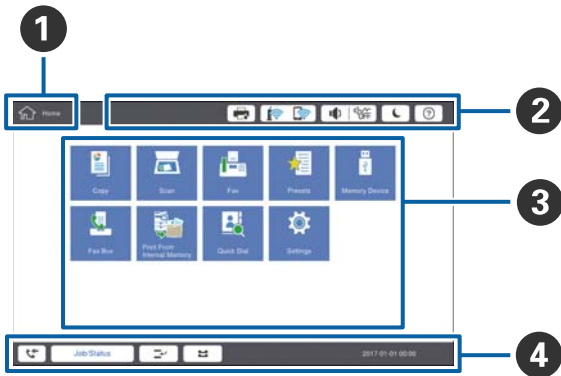 1
Home
OFF
2
Copy
Scan
Fax
Presets
Memory Device
3
Fax Box
Print From
Internal Memory
Quick Dial
Settings
Job/Status
2017-01-01 00:00
4